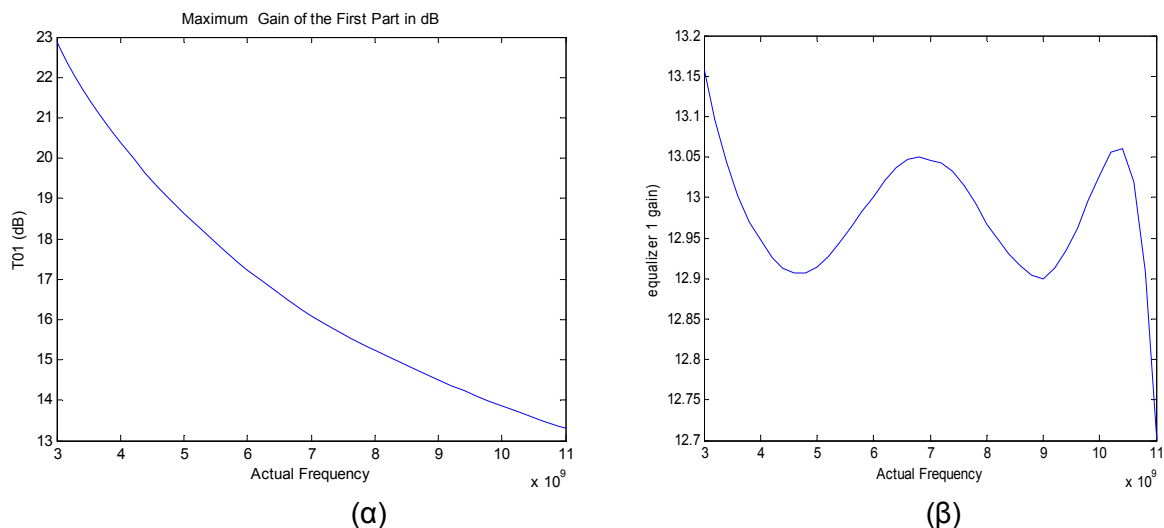 Maximum Gain of the First Part in dB
23
22
21
20
19
18
17
16
15
14
13
T01 (dB)
3 4 5 6 7 8 9 10 11
Actual Frequency
x 10^9
(α)
13.2
13.15
13.1
13.05
13
12.95
12.9
12.85
12.8
12.75
12.7
equalizer 1 gain)
3 4 5 6 7 8 9 10 11
Actual Frequency
x 10^9
(β)